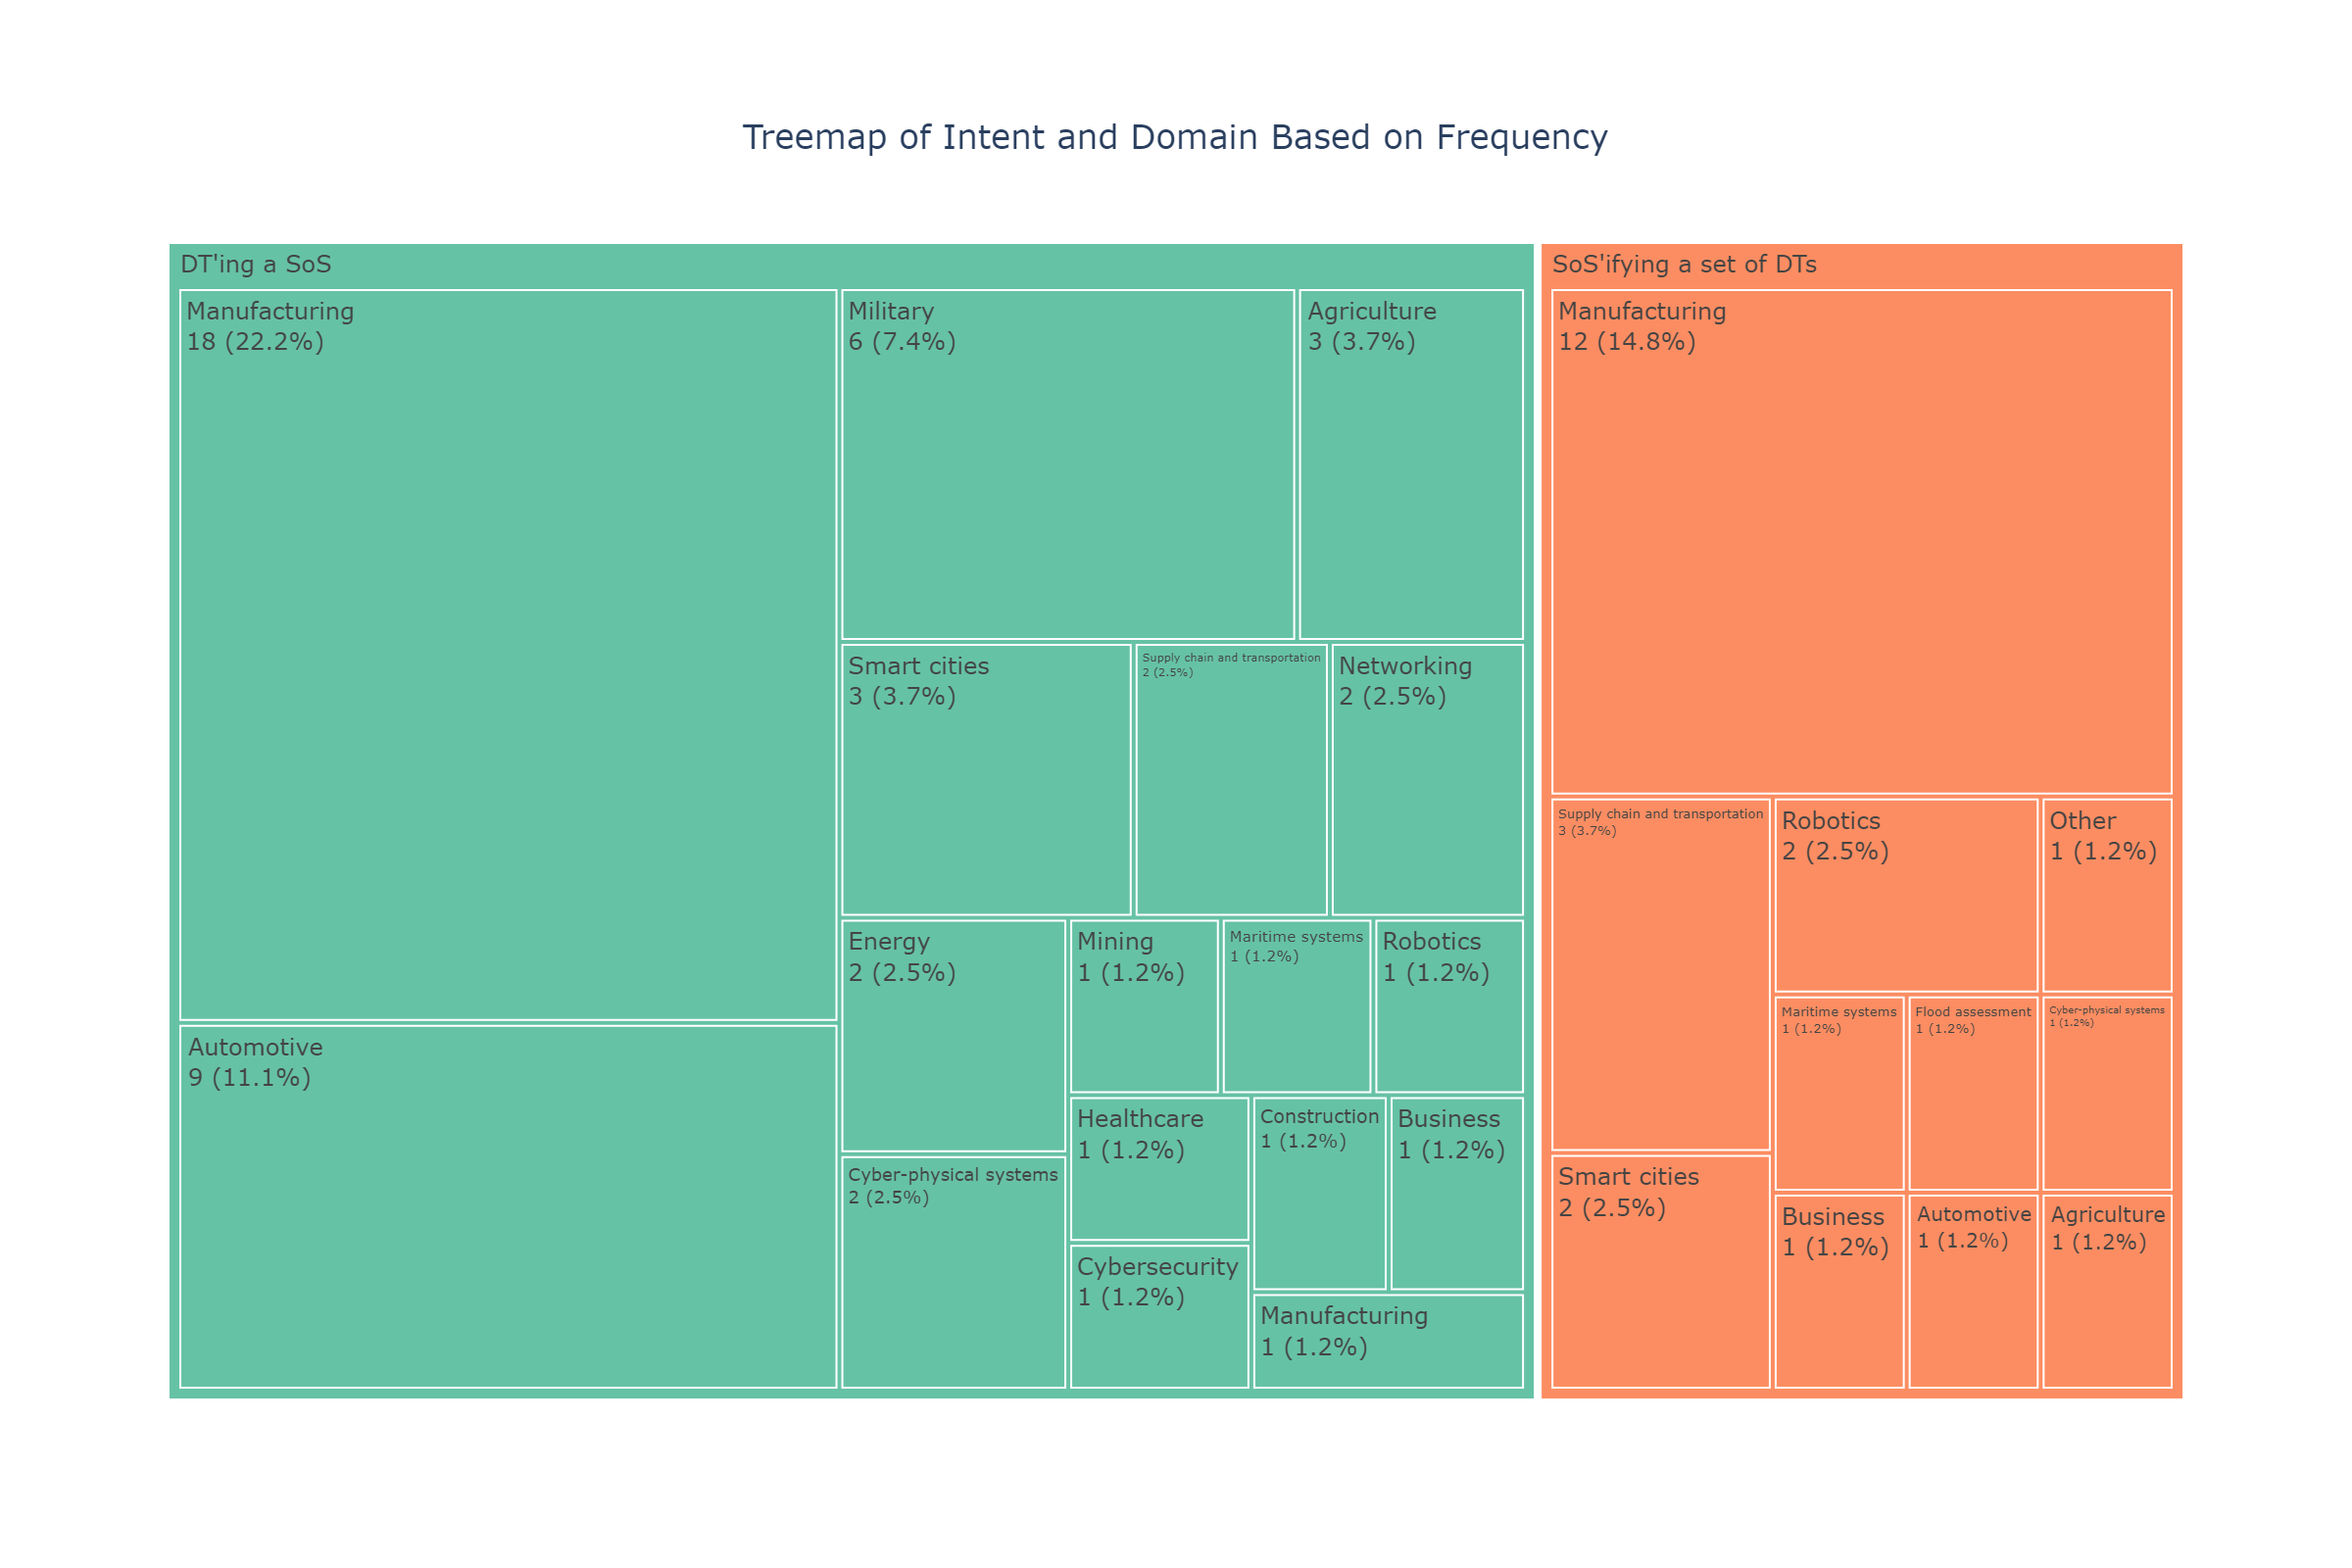 Treemap of Intent and Domain Based on Frequency
DT'ing a SoS
Manufacturing
18 (22.2%)
Automotive
9 (11.1%)
Military
6 (7.4%)
Agriculture
3 (3.7%)
Smart cities
3 (3.7%)
Supply chain and transportation
2 (2.5%)
Networking
2 (2.5%)
Energy
2 (2.5%)
Cyber-physical systems
2 (2.5%)
Mining
1 (1.2%)
Maritime systems
1 (1.2%)
Robotics
1 (1.2%)
Healthcare
1 (1.2%)
Cybersecurity
1 (1.2%)
Construction
1 (1.2%)
Business
1 (1.2%)
Manufacturing
1 (1.2%)
SoS'ifying a set of DTs
Manufacturing
12 (14.8%)
Supply chain and transportation
3 (3.7%)
Smart cities
2 (2.5%)
Robotics
2 (2.5%)
Other
1 (1.2%)
Maritime systems
1 (1.2%)
Flood assessment
1 (1.2%)
Cyber-physical systems
1 (1.2%)
Business
1 (1.2%)
Automotive
1 (1.2%)
Agriculture
1 (1.2%)